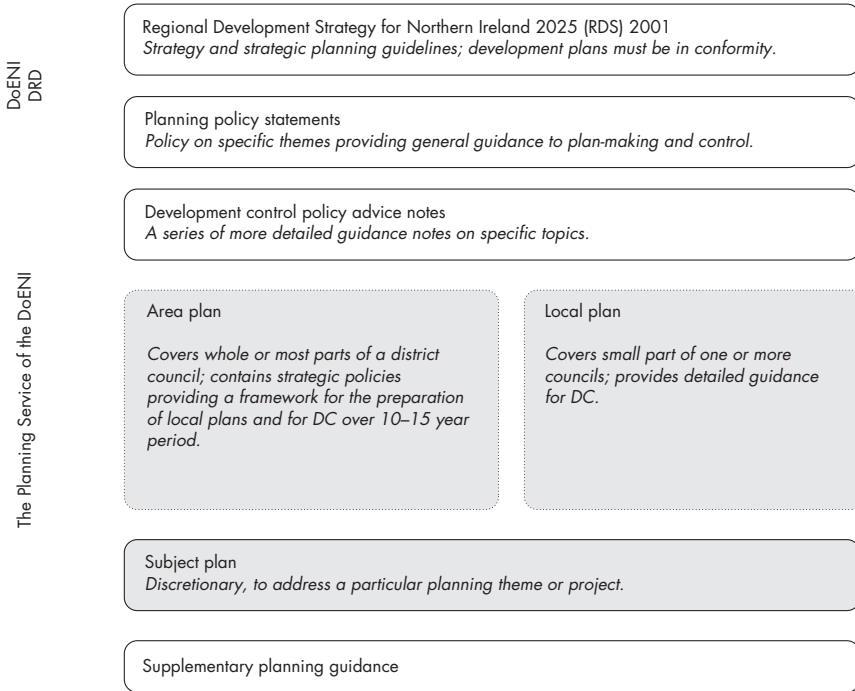 DoENI
DRD
Regional Development Strategy for Northern Ireland 2025 (RDS) 2001
Strategy and strategic planning guidelines; development plans must be in conformity.
Planning policy statements
Policy on specific themes providing general guidance to plan-making and control.
The Planning Service of the DoENI
Development control policy advice notes
A series of more detailed guidance notes on specific topics.
Area plan
Covers whole or most parts of a district
council; contains strategic policies
providing a framework for the preparation
of local plans and for DC over 10–15 year
period.
Local plan
Covers small part of one or more
councils; provides detailed guidance
for DC.
Subject plan
Discretionary, to address a particular planning theme or project.
Supplementary planning guidance